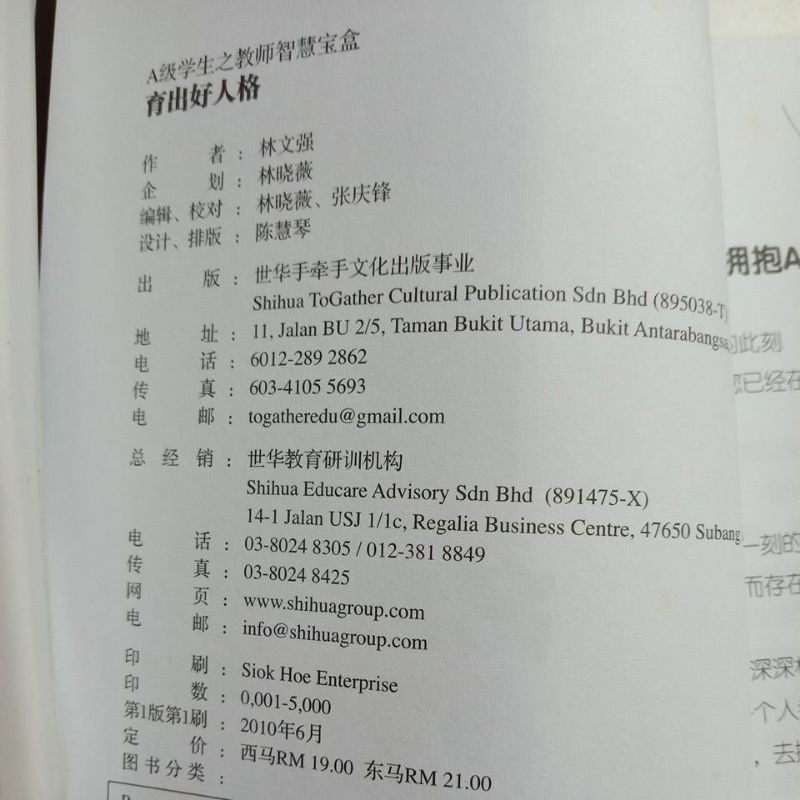 A级学生之教师智慧宝盒
育出好人格
作者：林文强
企划：林晓薇
编辑、校对：林晓薇、张庆锋
设计、排版：陈慧琴
出版：世华手牵手文化出版事业
Shihua ToGather Cultural Publication Sdn Bhd (895038-T)
地址：11, Jalan BU 2/5, Taman Bukit Utama, Bukit Antarabangsa,
电话：6012-289 2862
传真：603-4105 5693
电邮：togatheredu@gmail.com
总经销：世华教育研训机构
Shihua Educare Advisory Sdn Bhd (891475-X)
14-1 Jalan USJ 1/1c, Regalia Business Centre, 47650 Subang
电话：03-8024 8305 / 012-381 8849
传真：03-8024 8425
网页：www.shihuagroup.com
电邮：info@shihuagroup.com
印刷：Siok Hoe Enterprise
印数：0,001-5,000
第1版第1刷：2010年6月
定价：西马RM 19.00 东马RM 21.00
图书分类：
拥抱A
此刻
您已经在
一刻的
而存在
深深
个人
，去